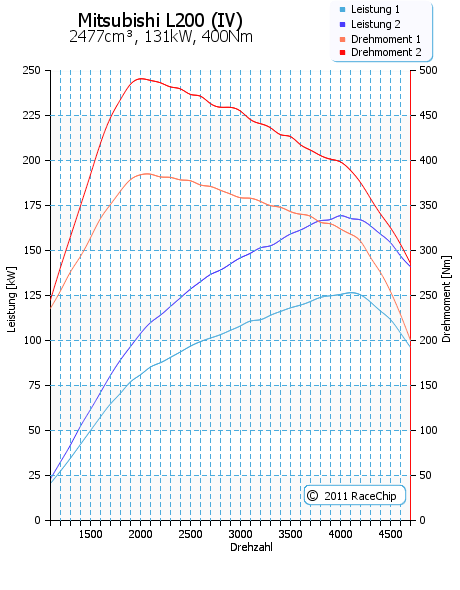 Mitsubishi L200 (IV)
2477cm³, 131kW, 400Nm
Leistung 1
Leistung 2
Drehmoment 1
Drehmoment 2
250
225
200
175
150
125
100
75
50
25
0
Leistung [kW]
500
450
400
350
300
250
200
150
100
50
0
Drehmoment [Nm]
© 2011 RaceChip
1500 2000 2500 3000 3500 4000 4500
Drehzahl